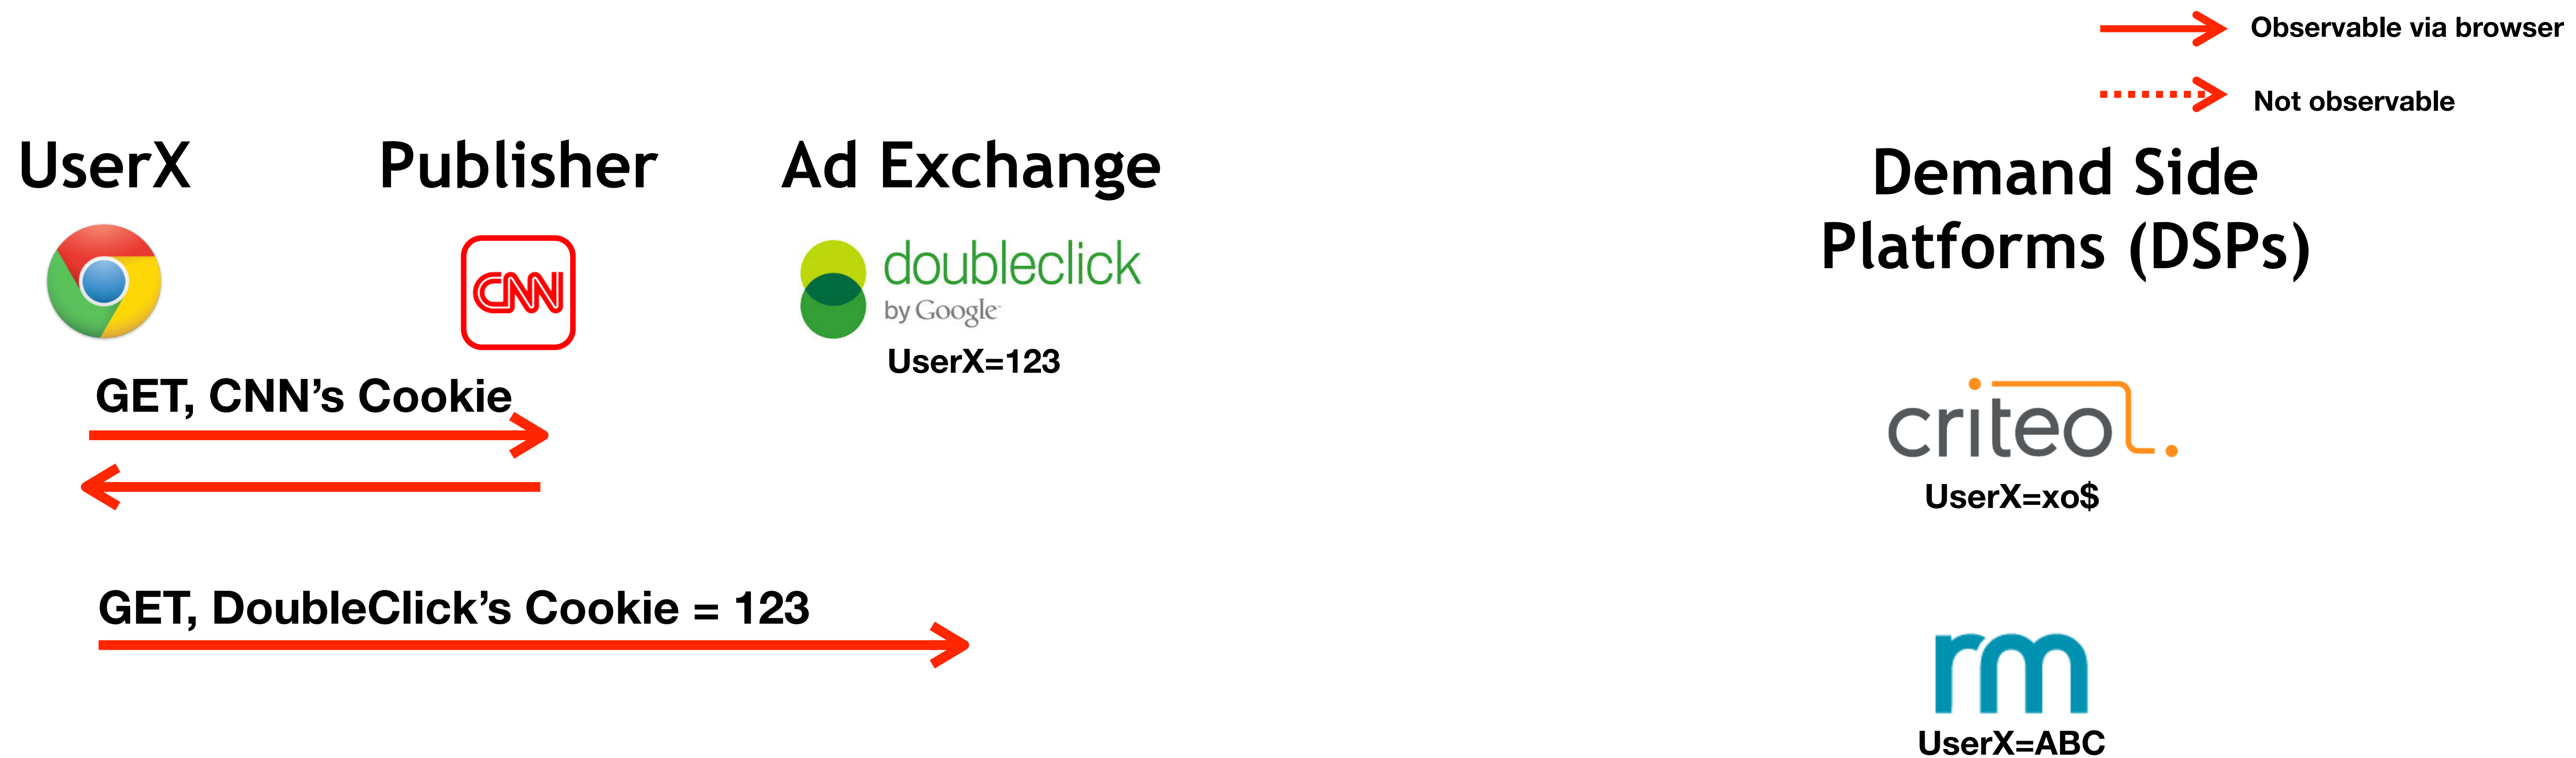 Observable via browser
Not observable
UserX
Publisher
Ad Exchange
Demand Side
Platforms (DSPs)
CNN
doubleclick
by Google
UserX=123
GET, CNN’s Cookie
criteo
UserX=xo$
GET, DoubleClick’s Cookie = 123
rm
UserX=ABC